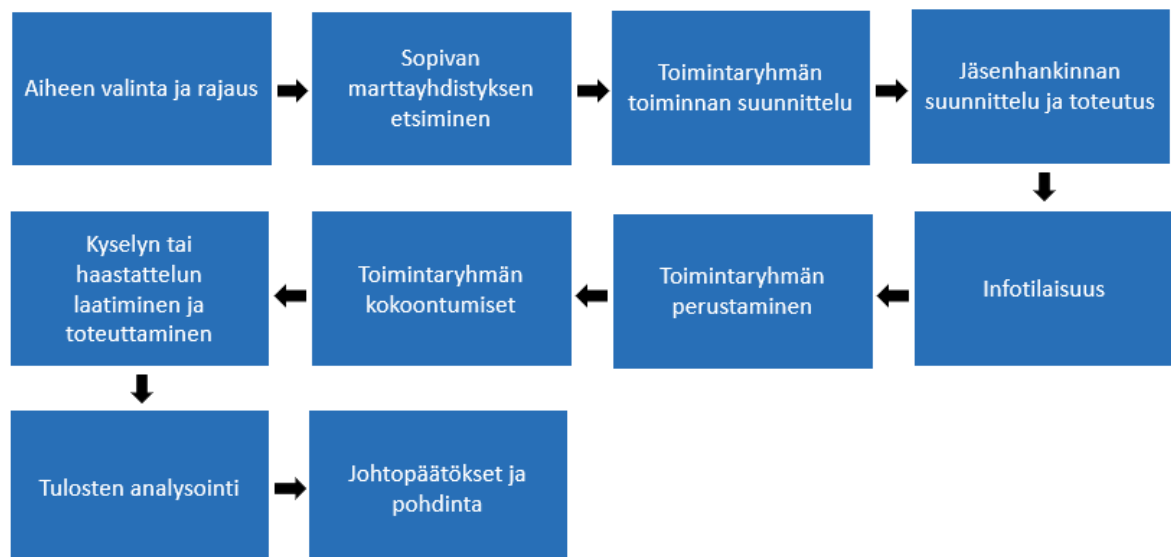 Aiheen valinta ja rajaus
Sopivan
marttayhdistyksen
etsiminen
Toimintaryhmän
toiminnan suunnittelu
Jäsenhankinnan
suunnittelu ja toteutus
Infotilaisuus
Toimintaryhmän
perustaminen
Toimintaryhmän
kokoontumiset
Kyselyn tai
haastattelun
laatiminen ja
toteuttaminen
Tulosten analysointi
Johtopäätökset ja
pohdinta